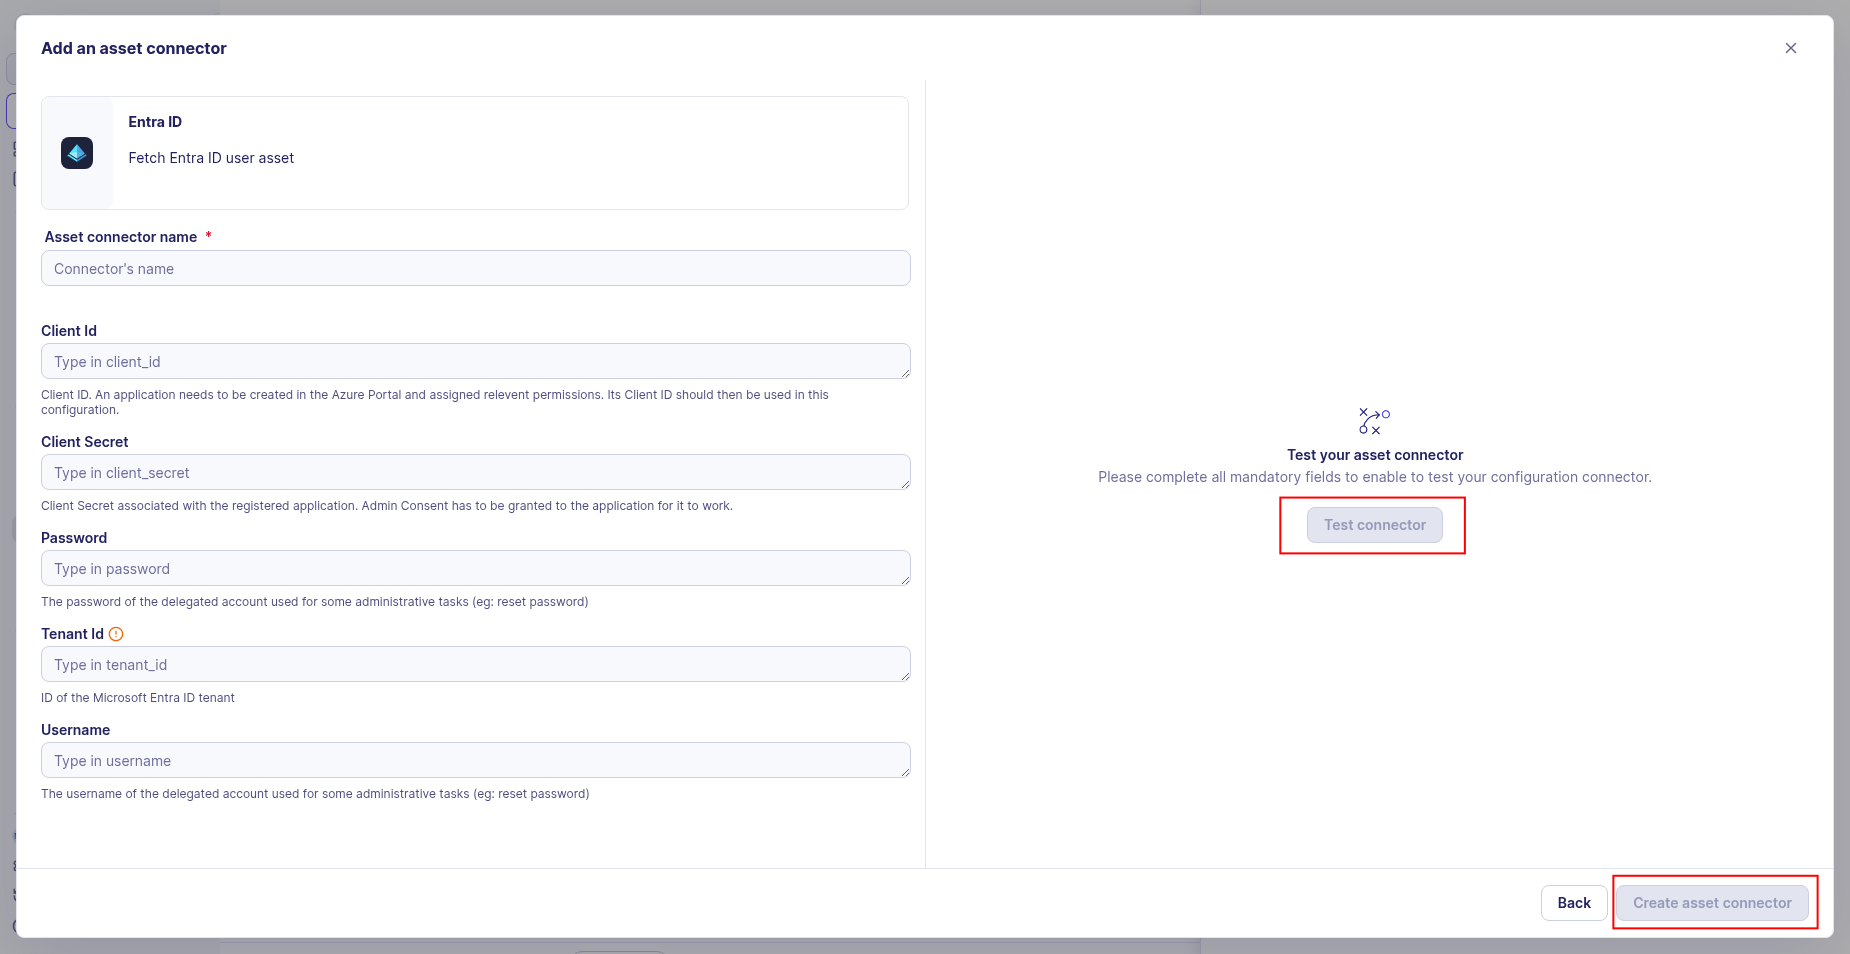 Add an asset connector
Entra ID
Fetch Entra ID user asset
Asset connector name *
Connector's name
Client Id
Type in client_id
Client ID. An application needs to be created in the Azure Portal and assigned relevent permissions. Its Client ID should then be used in this
configuration.
Client Secret
Type in client_secret
Client Secret associated with the registered application. Admin Consent has to be granted to the application for it to work.
Password
Type in password
The password of the delegated account used for some administrative tasks (eg: reset password)
Tenant Id
Type in tenant_id
ID of the Microsoft Entra ID tenant
Username
Type in username
The username of the delegated account used for some administrative tasks (eg: reset password)
Test your asset connector
Please complete all mandatory fields to enable to test your configuration connector.
Test connector
Back
Create asset connector